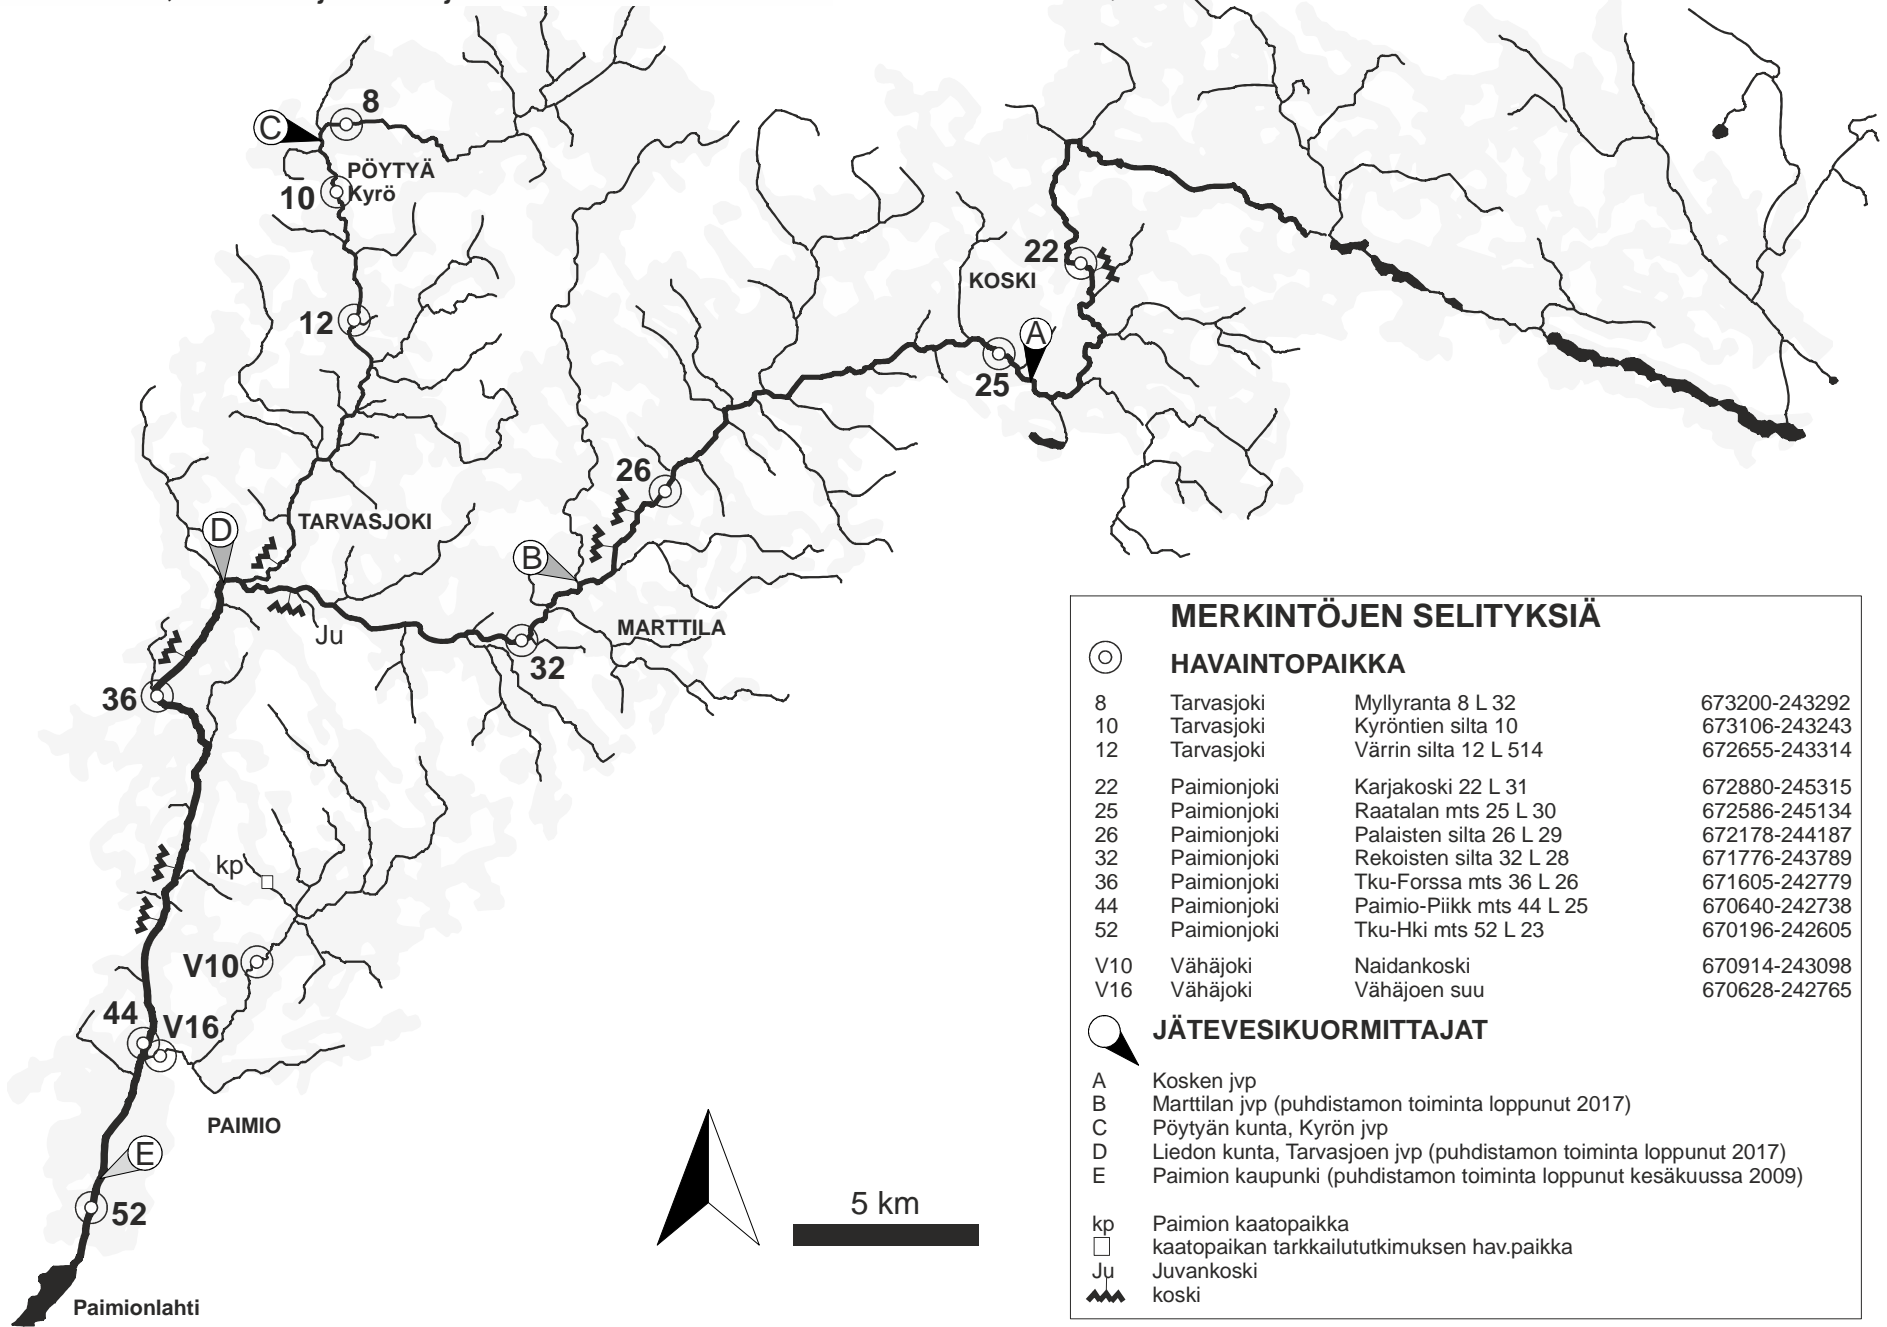 8
C
PÖYTYÄ
Kyrö
10
22
KOSKI
12
A
25
26
TARVASJOKI
D
B
Ju
MARTTILA
32
36
kp
V10
44
V16
PAIMIO
E
52
5 km
Paimionlahti
MERKINTÖJEN SELITYKSIÄ
HAVAINTOPAIKKA
8 Tarvasjoki Myllyranta 8 L 32 673200-243292
10 Tarvasjoki Kyröntien silta 10 673106-243243
12 Tarvasjoki Värrin silta 12 L 514 672655-243314
22 Paimionjoki Karjakoski 22 L 31 672880-245315
25 Paimionjoki Raatalan mts 25 L 30 672586-245134
26 Paimionjoki Palaisten silta 26 L 29 672178-244187
32 Paimionjoki Rekoisten silta 32 L 28 671776-243789
36 Paimionjoki Tku-Forssa mts 36 L 26 671605-242779
44 Paimionjoki Paimio-Piikk mts 44 L 25 670640-242738
52 Paimionjoki Tku-Hki mts 52 L 23 670196-242605
V10 Vähäjoki Naidankoski 670914-243098
V16 Vähäjoki Vähäjoen suu 670628-242765
JÄTEVESIKUORMITTAJAT
A Kosken jvp
B Marttilan jvp (puhdistamon toiminta loppunut 2017)
C Pöytyän kunta, Kyrön jvp
D Liedon kunta, Tarvasjoen jvp (puhdistamon toiminta loppunut 2017)
E Paimion kaupunki (puhdistamon toiminta loppunut kesäkuussa 2009)
kp Paimion kaatopaikka
kaatopaikan tarkkailututkimuksen hav.paikka
Ju Juvankoski
koski